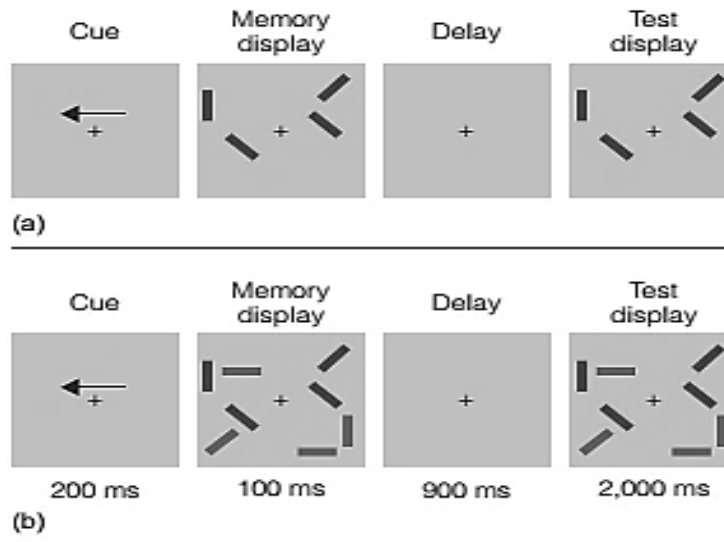 Cue
Memory
display
Delay
Test
display
(a)
Cue
Memory
display
Delay
Test
display
200 ms
100 ms
900 ms
2,000 ms
(b)